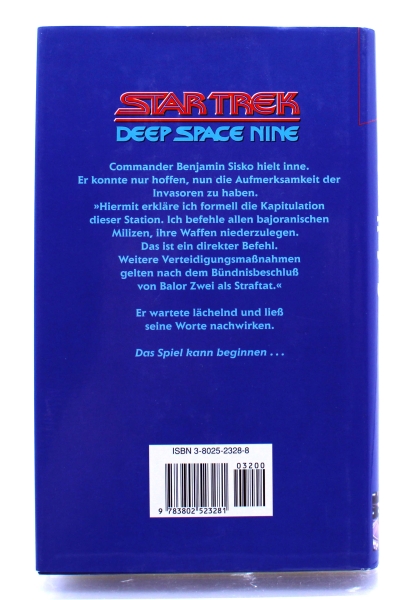 STAR TREK
DEEP SPACE NINE
Commander Benjamin Sisko hielt inne.
Er konnte nur hoffen, nun die Aufmerksamkeit der
Invasoren zu haben.
»Hiermit erkläre ich formell die Kapitulation
dieser Station. Ich befehle allen bajoranischen
Milizen, ihre Waffen niederzulegen.
Das ist ein direkter Befehl.
Weitere Verteidigungsmaßnahmen
gelten nach dem Bündnisbeschluß
von Balor Zwei als Straftat.«
Er wartete lächelnd und ließ
seine Worte nachwirken.
Das Spiel kann beginnen . . .
ISBN 3-8025-2328-8
03200
9 783802 523281